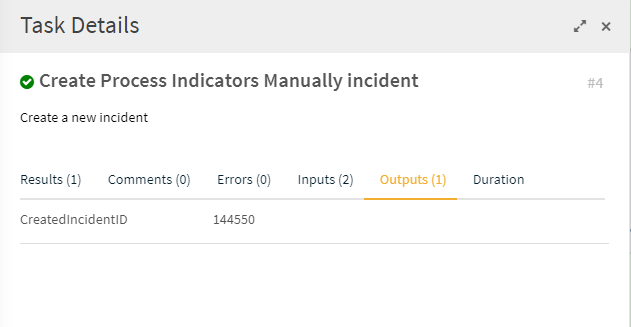 Task Details
Create Process Indicators Manually incident #4
Create a new incident
Results (1) Comments (0) Errors (0) Inputs (2) Outputs (1) Duration
CreatedIncidentID 144550